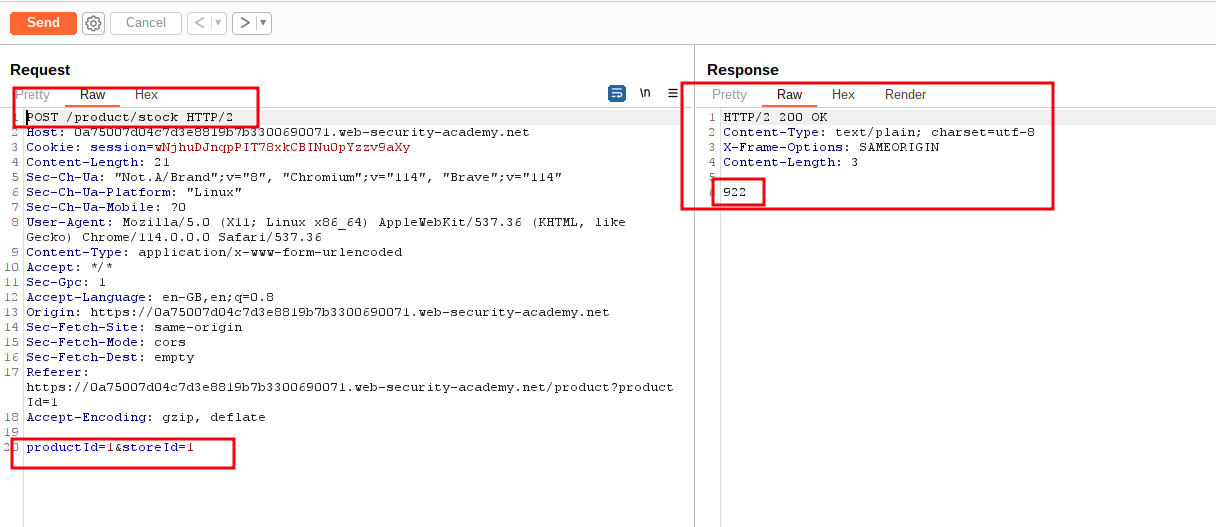 Send Cancel < ▾ > ▾
Request
Pretty Raw Hex
\n
1 POST /product/stock HTTP/2
2 Host: 0a75007d04c7d3e8819b7b3300690071.web-security-academy.net
3 Cookie: session=wNjhuDJnqpPIT78xkCBINuOpYzzv9aXy
4 Content-Length: 21
5 Sec-Ch-Ua: "Not.A/Brand";v="8", "Chromium";v="114", "Brave";v="114"
6 Sec-Ch-Ua-Platform: "Linux"
7 Sec-Ch-Ua-Mobile: ?0
8 User-Agent: Mozilla/5.0 (X11; Linux x86_64) AppleWebKit/537.36 (KHTML, like
Gecko) Chrome/114.0.0.0 Safari/537.36
9 Content-Type: application/x-www-form-urlencoded
10 Accept: */*
11 Sec-Gpc: 1
12 Accept-Language: en-GB,en;q=0.8
13 Origin: https://0a75007d04c7d3e8819b7b3300690071.web-security-academy.net
14 Sec-Fetch-Site: same-origin
15 Sec-Fetch-Mode: cors
16 Sec-Fetch-Dest: empty
17 Referer:
https://0a75007d04c7d3e8819b7b3300690071.web-security-academy.net/product?product
Id=1
18 Accept-Encoding: gzip, deflate
19
20 productId=1&storeId=1
Response
Pretty Raw Hex Render
1 HTTP/2 200 OK
2 Content-Type: text/plain; charset=utf-8
3 X-Frame-Options: SAMEORIGIN
4 Content-Length: 3
5
6 922